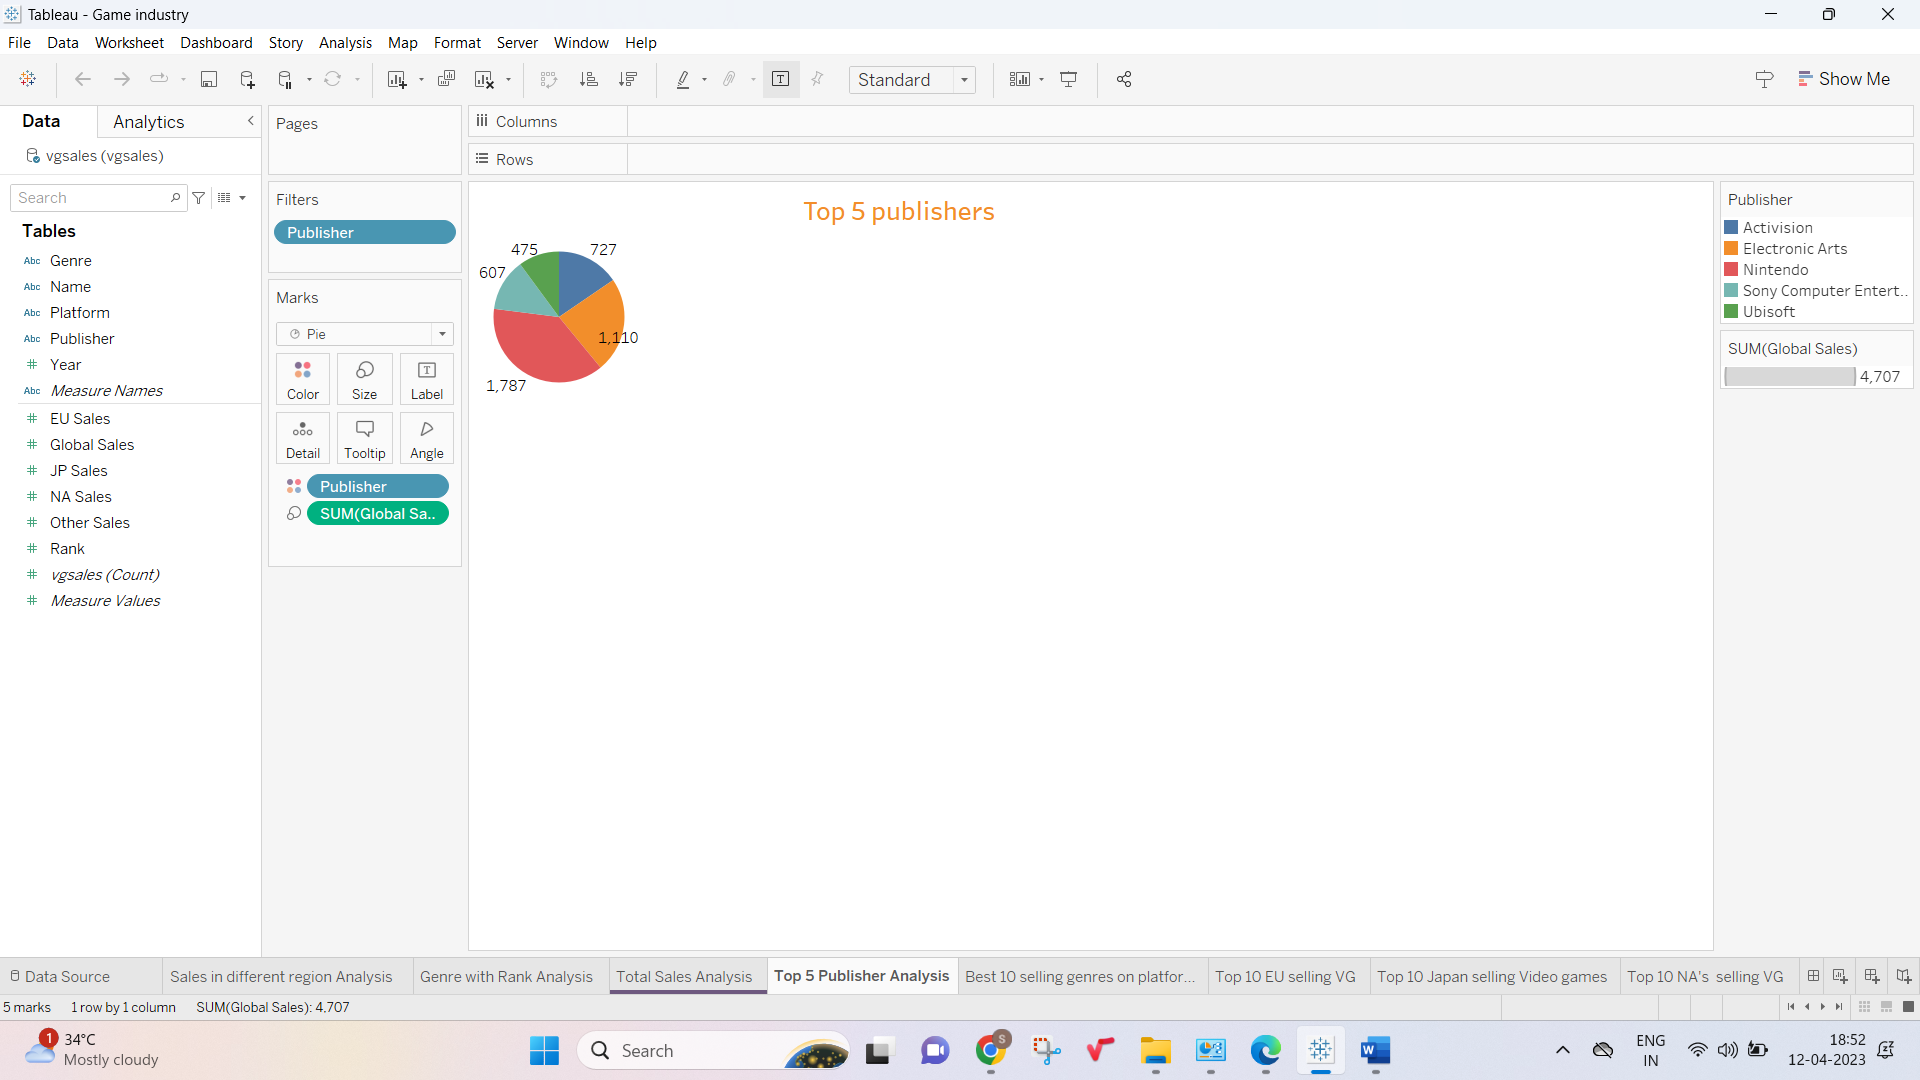 Tableau - Game industry
File Data Worksheet Dashboard Story Analysis Map Format Server Window Help
Standard
Show Me
Data Analytics
vgsales (vgsales)
Search
Tables
Abc Genre
Abc Name
Abc Platform
Abc Publisher
# Year
Abc Measure Names
# EU Sales
# Global Sales
# JP Sales
# NA Sales
# Other Sales
# Rank
# vgsales (Count)
# Measure Values
Pages
Filters
Publisher
Marks
Pie
Color Size Label
Detail Tooltip Angle
Publisher
SUM(Global Sa..
Columns
Rows
Top 5 publishers
475 727
607
1,110
1,787
Publisher
Activision
Electronic Arts
Nintendo
Sony Computer Entert..
Ubisoft
SUM(Global Sales)
4,707
Data Source Sales in different region Analysis Genre with Rank Analysis Total Sales Analysis Top 5 Publisher Analysis Best 10 selling genres on platfor... Top 10 EU selling VG Top 10 Japan selling Video games Top 10 NA's selling VG
5 marks 1 row by 1 column SUM(Global Sales): 4,707
1 34°C
Mostly cloudy
Search
S
W
ENG
IN
18:52
12-04-2023